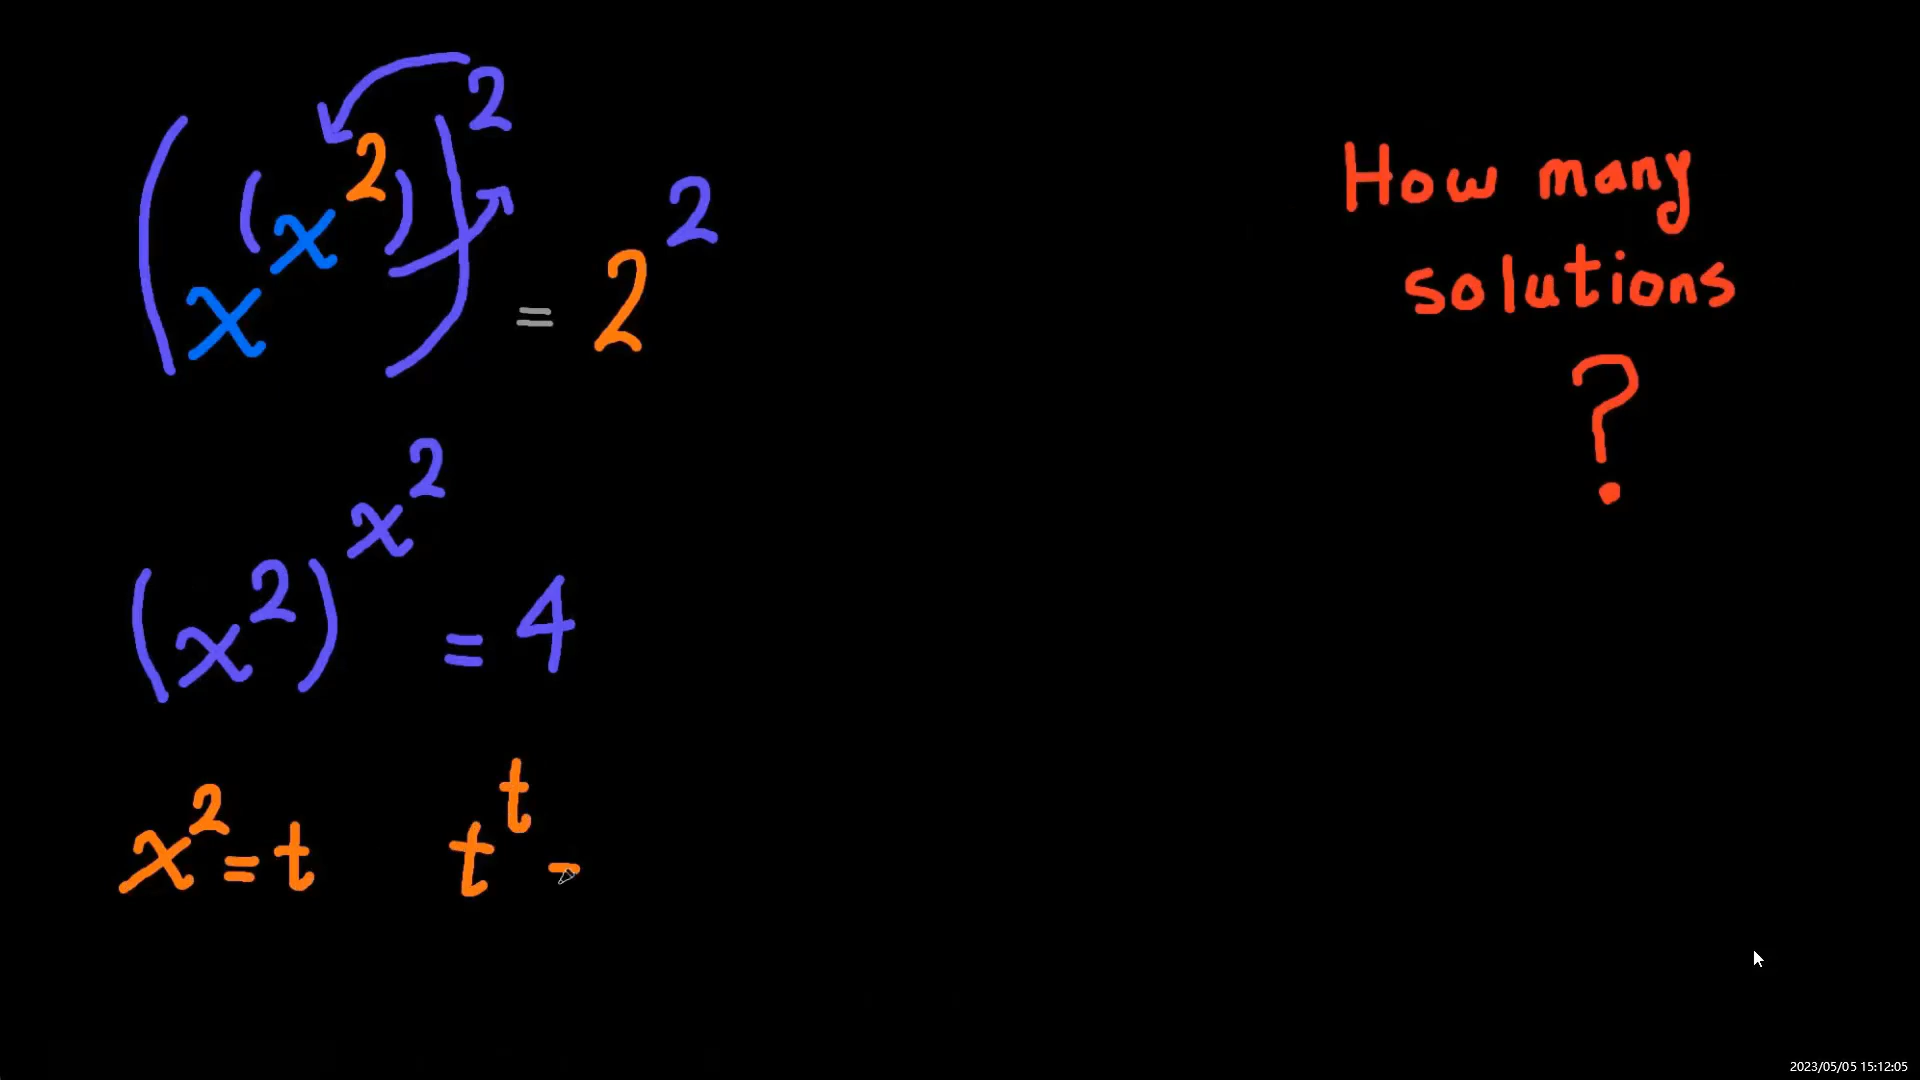 (x^(x^2))^2 = 2^2
How many
solutions
?
(x^2)^x^2 = 4
x^2 = t t^t -
2023/05/05 15:12:05